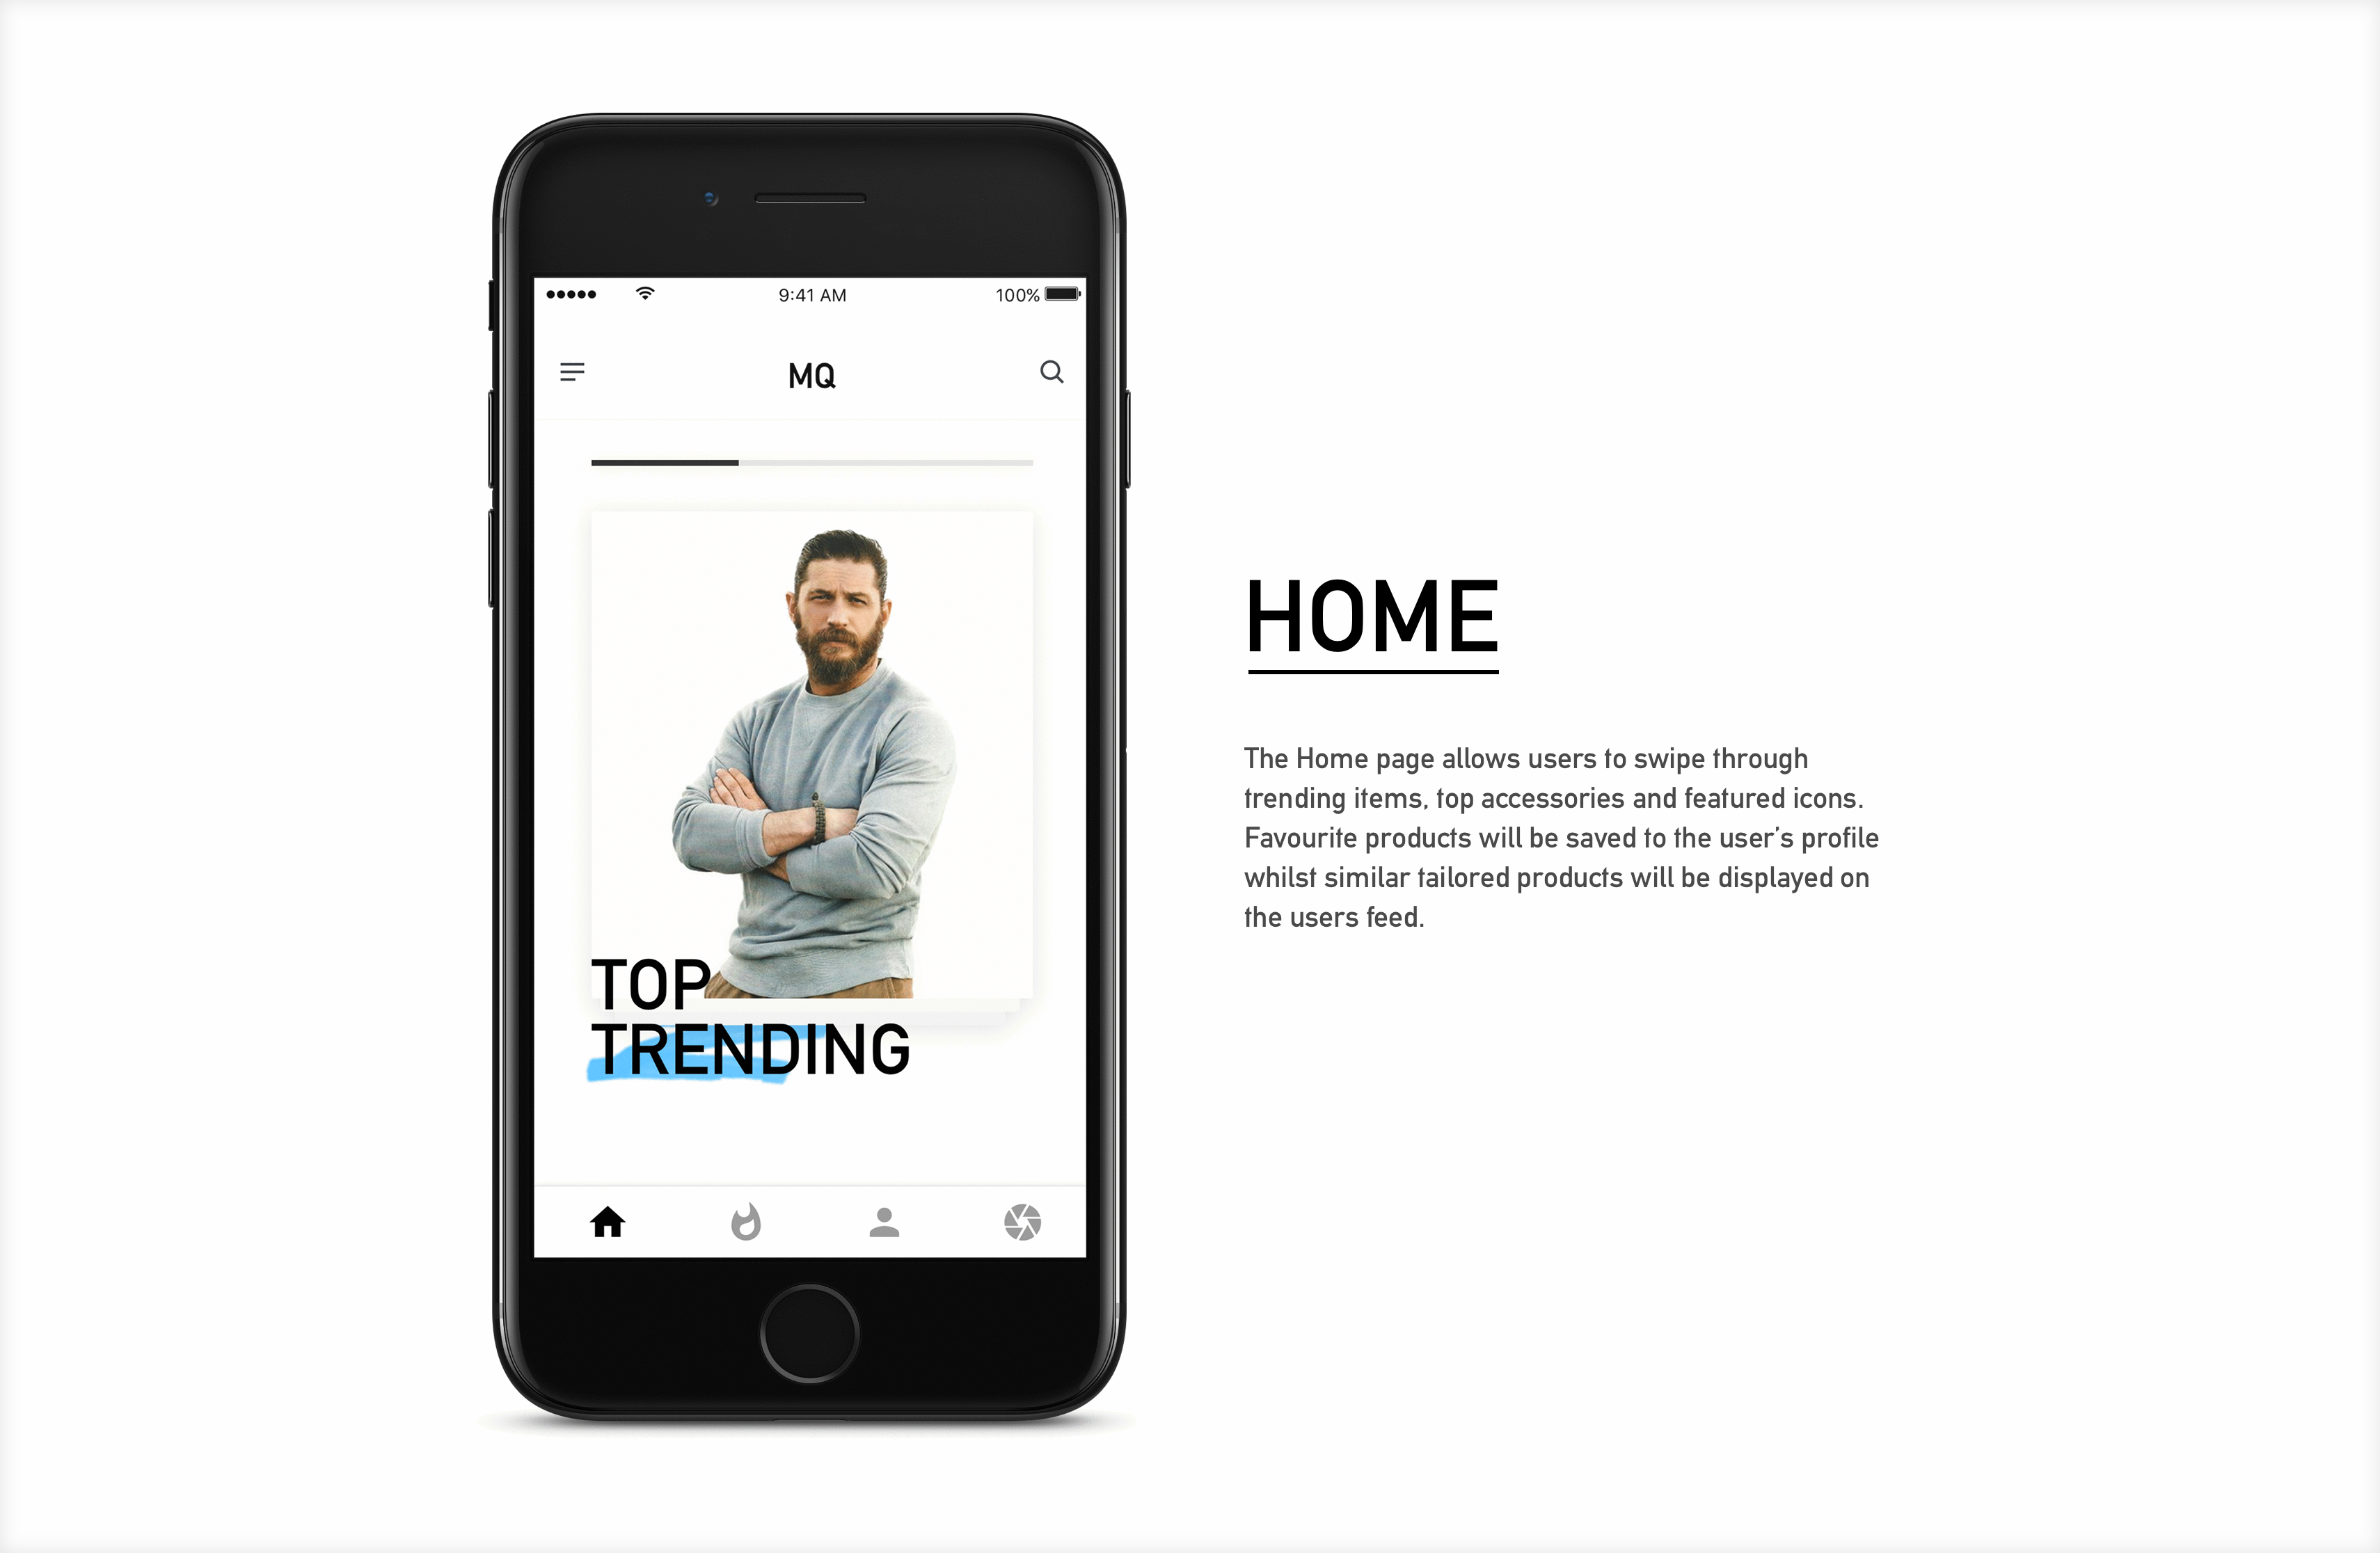 9:41 AM
100%
MQ
TOP
TRENDING
HOME
The Home page allows users to swipe through
trending items, top accessories and featured icons.
Favourite products will be saved to the user’s profile
whilst similar tailored products will be displayed on
the users feed.